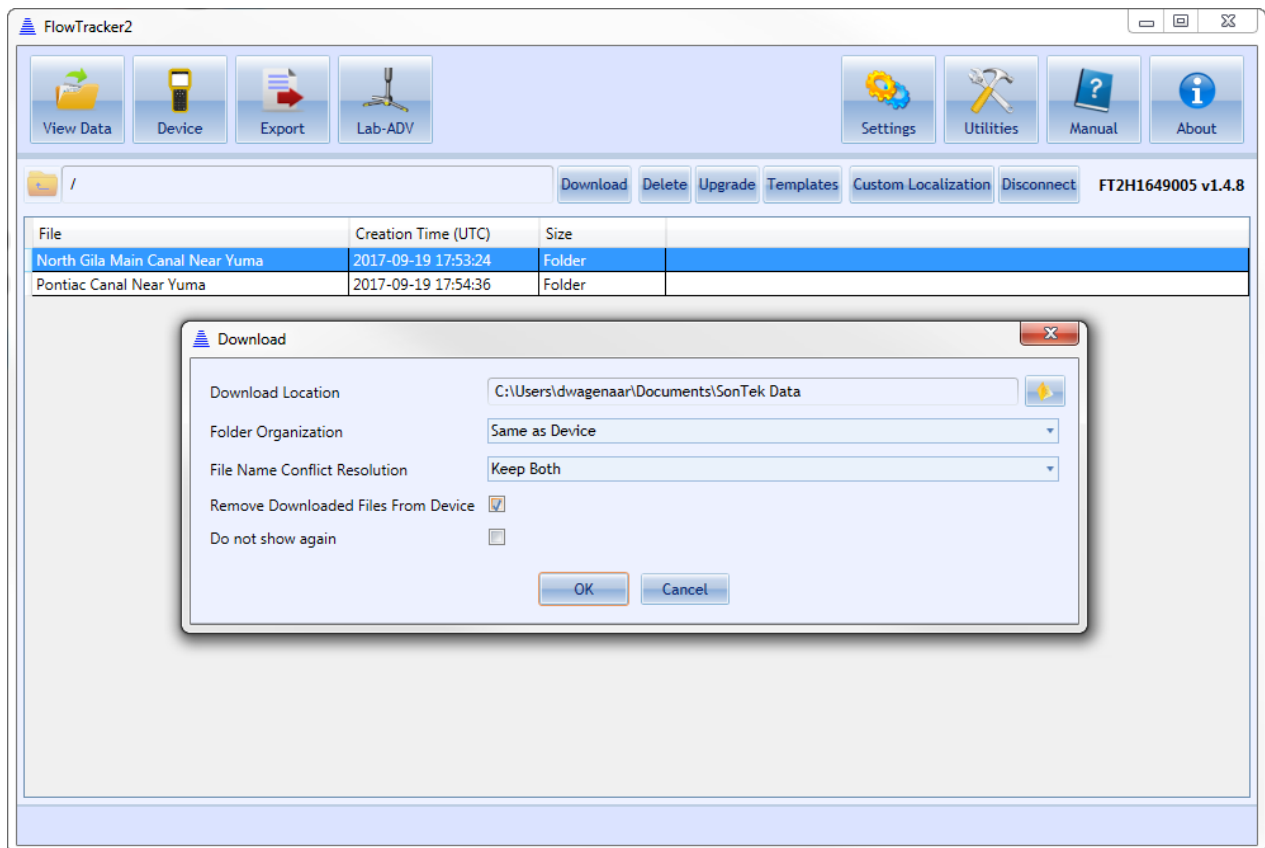 FlowTracker2
View Data Device Export Lab-ADV Settings Utilities Manual About
/ Download Delete Upgrade Templates Custom Localization Disconnect FT2H1649005 v1.4.8
File Creation Time (UTC) Size
North Gila Main Canal Near Yuma 2017-09-19 17:53:24 Folder
Pontiac Canal Near Yuma 2017-09-19 17:54:36 Folder
Download
Download Location C:\Users\dwagenaar\Documents\SonTek Data
Folder Organization Same as Device
File Name Conflict Resolution Keep Both
Remove Downloaded Files From Device
Do not show again
OK Cancel